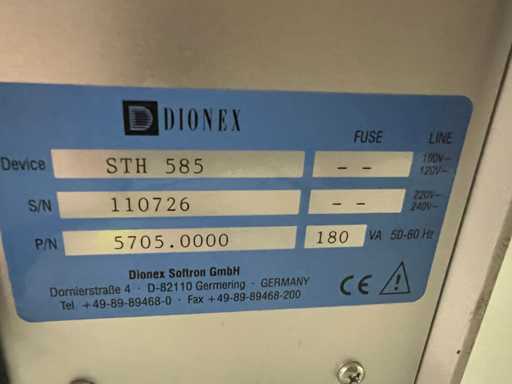 DIONEX
FUSE LINE
Device STH 585 -- 100V~
120V~
S/N 110726 -- 220V~
240V~
P/N 5705.0000 180 VA 50-60 Hz
Dionex Softron GmbH
Dornierstraße 4 · D-82110 Germering · GERMANY
Tel. +49-89-89468-0 · Fax +49-89-89468-200
CE